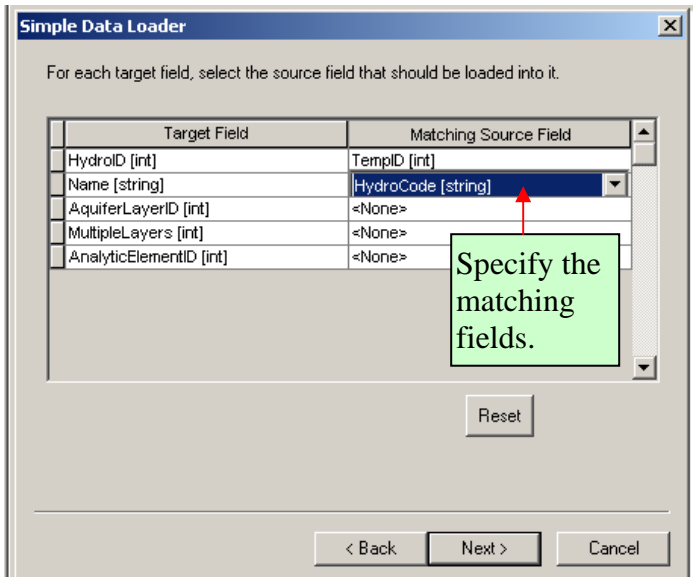 Simple Data Loader
For each target field, select the source field that should be loaded into it.
Target Field Matching Source Field
HydroID [int] TempID [int]
Name [string] HydroCode [string]
AquiferLayerID [int] <None>
MultipleLayers [int] <None>
AnalyticElementID [int] <None>
Specify the
matching
fields.
Reset
< Back Next > Cancel